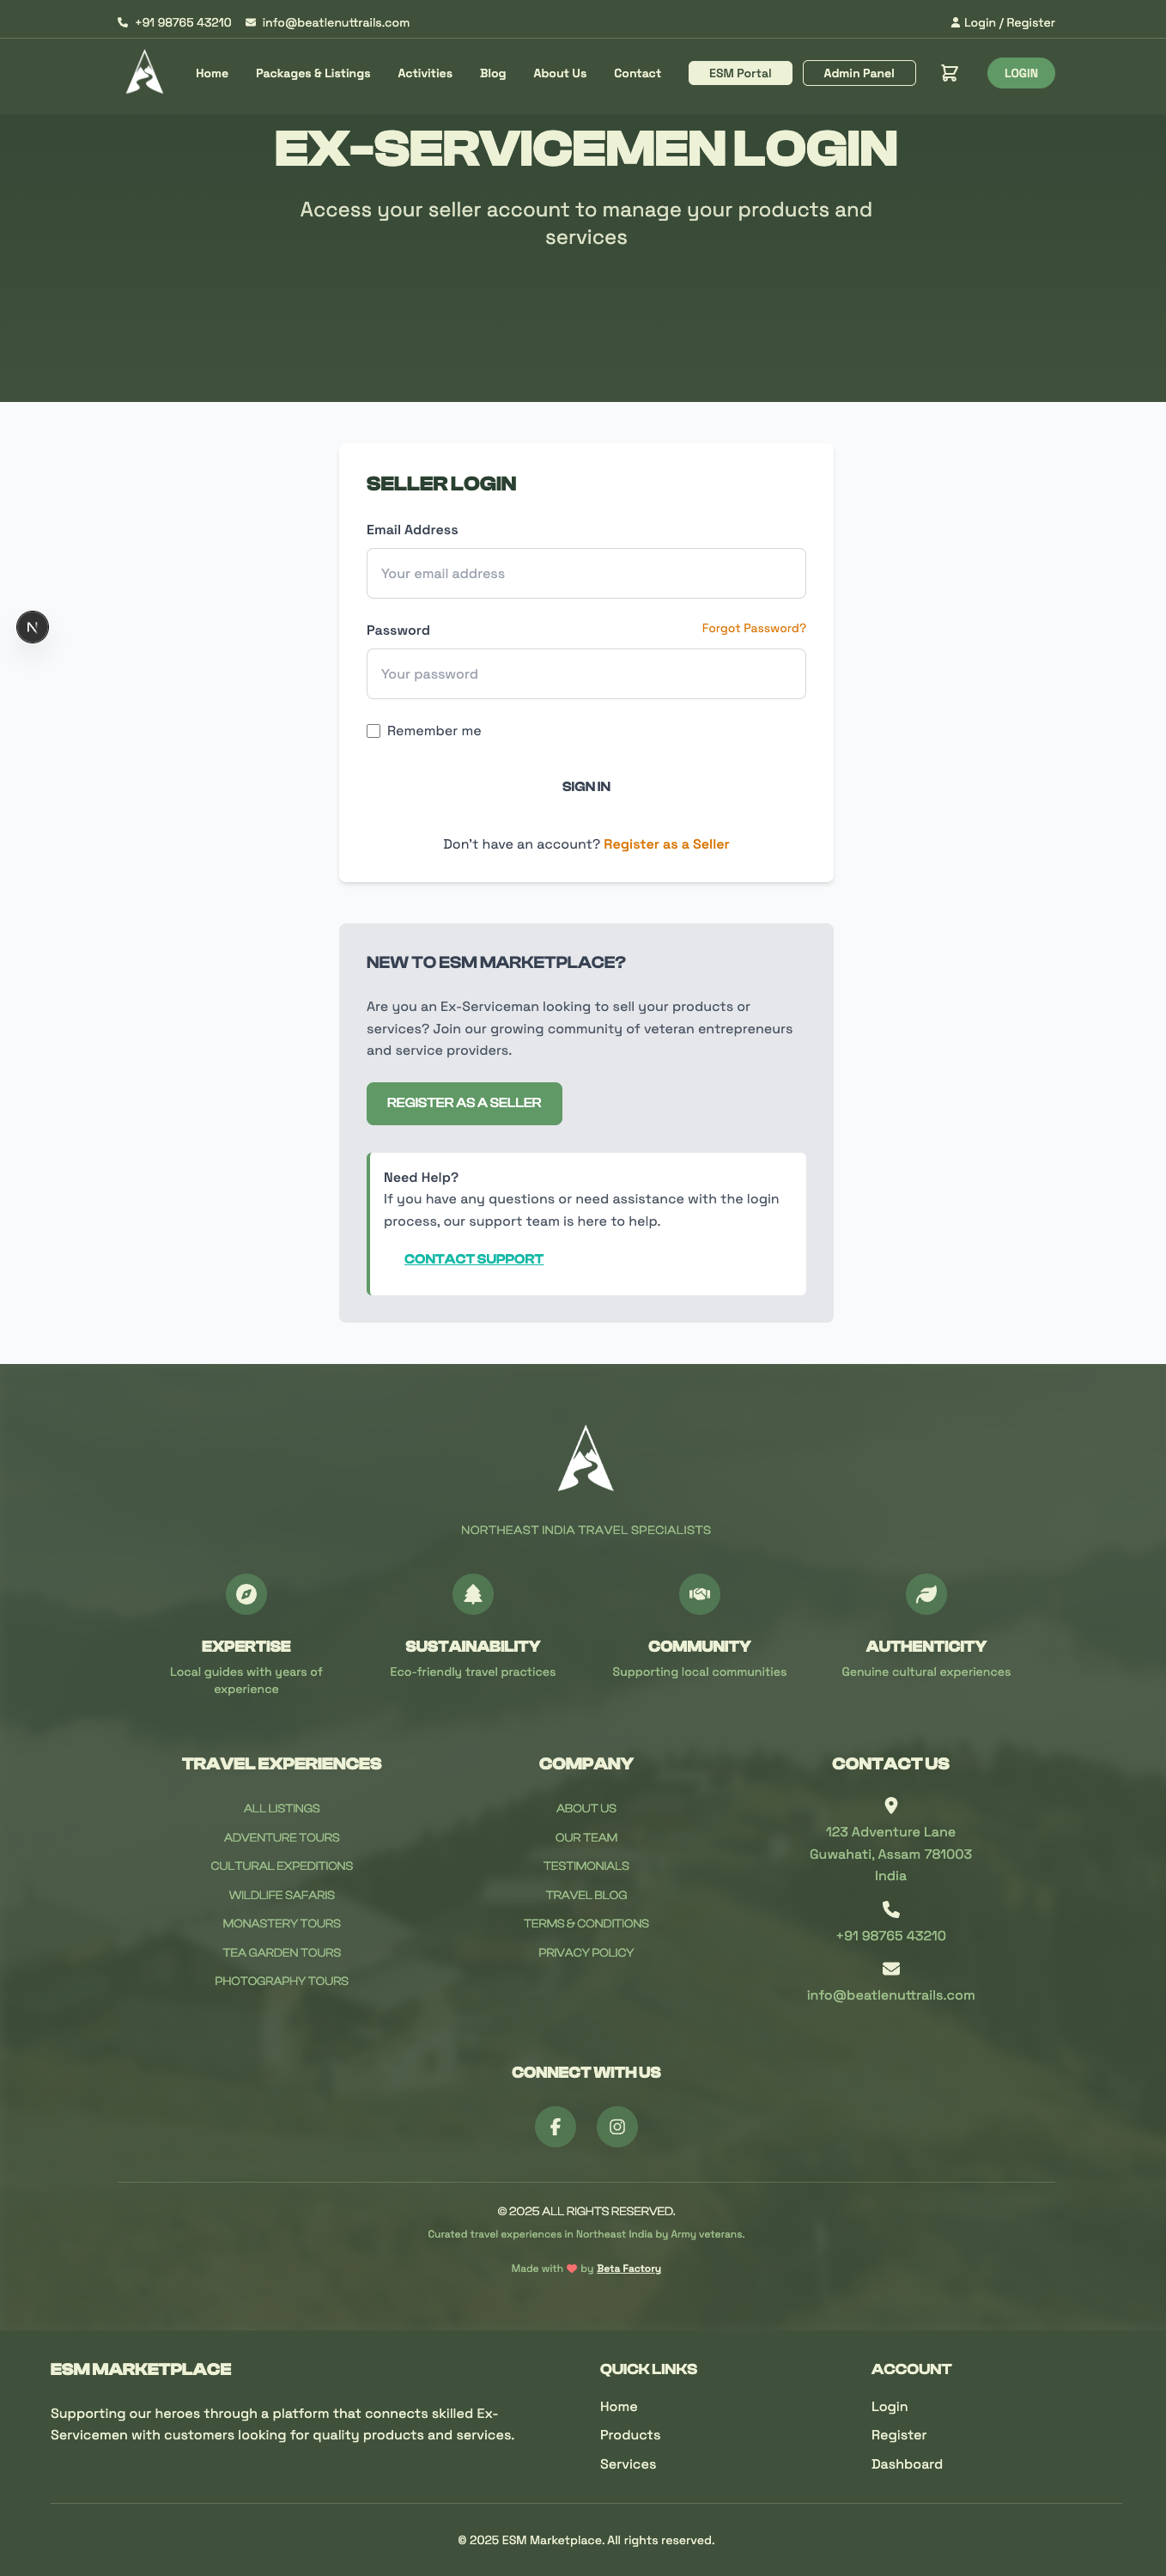 +91 98765 43210 info@beatlenuttrails.com Login / Register
Home Packages & Listings Activities Blog About Us Contact ESM Portal Admin Panel LOGIN
EX-SERVICEMEN LOGIN
Access your seller account to manage your products and
services
SELLER LOGIN
Email Address
Your email address
Password Forgot Password?
Your password
Remember me
SIGN IN
Don't have an account? Register as a Seller
N
NEW TO ESM MARKETPLACE?
Are you an Ex-Serviceman looking to sell your products or
services? Join our growing community of veteran entrepreneurs
and service providers.
REGISTER AS A SELLER
Need Help?
If you have any questions or need assistance with the login
process, our support team is here to help.
CONTACT SUPPORT
NORTHEAST INDIA TRAVEL SPECIALISTS
EXPERTISE
Local guides with years of
experience
SUSTAINABILITY
Eco-friendly travel practices
COMMUNITY
Supporting local communities
AUTHENTICITY
Genuine cultural experiences
TRAVEL EXPERIENCES
ALL LISTINGS
ADVENTURE TOURS
CULTURAL EXPEDITIONS
WILDLIFE SAFARIS
MONASTERY TOURS
TEA GARDEN TOURS
PHOTOGRAPHY TOURS
COMPANY
ABOUT US
OUR TEAM
TESTIMONIALS
TRAVEL BLOG
TERMS & CONDITIONS
PRIVACY POLICY
CONTACT US
123 Adventure Lane
Guwahati, Assam 781003
India
+91 98765 43210
info@beatlenuttrails.com
CONNECT WITH US
© 2025 ALL RIGHTS RESERVED.
Curated travel experiences in Northeast India by Army veterans.
Made with by Beta Factory
ESM MARKETPLACE
Supporting our heroes through a platform that connects skilled Ex-
Servicemen with customers looking for quality products and services.
QUICK LINKS
Home
Products
Services
ACCOUNT
Login
Register
Dashboard
© 2025 ESM Marketplace. All rights reserved.